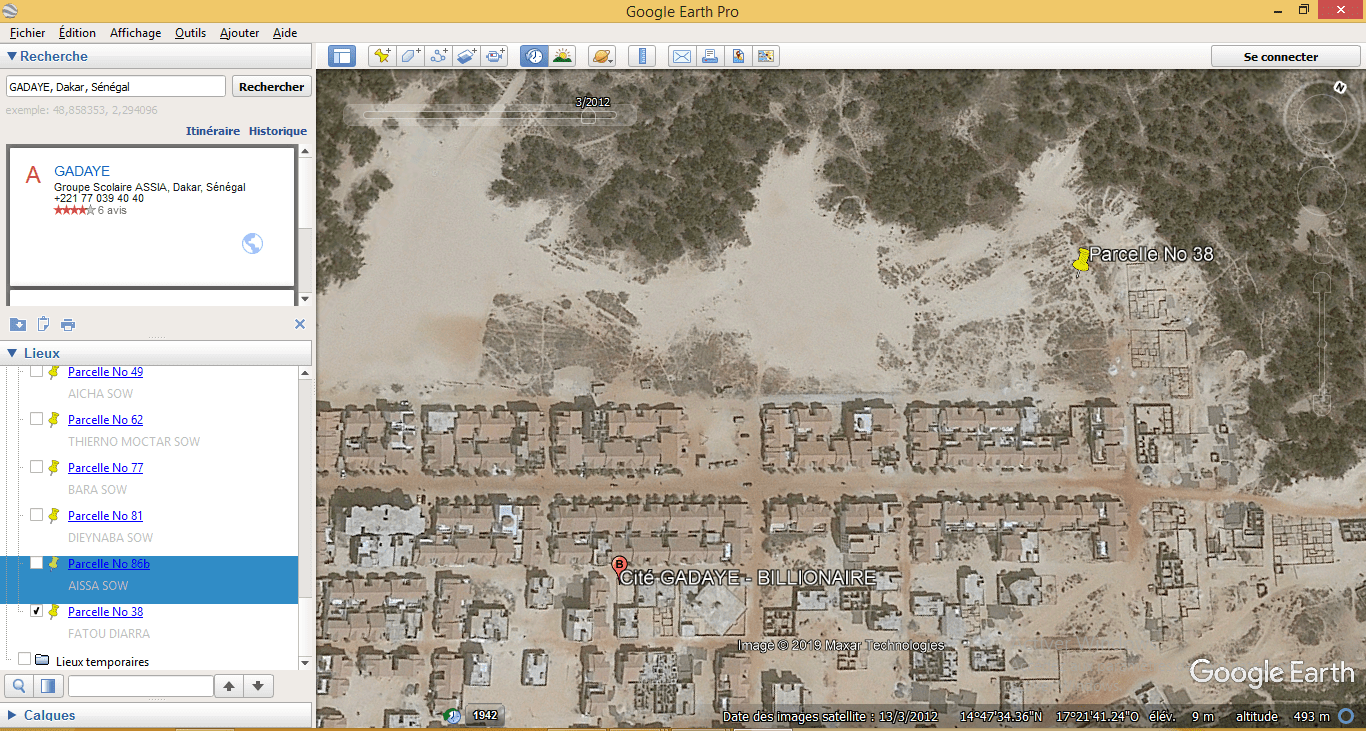 Google Earth Pro
Fichier Édition Affichage Outils Ajouter Aide
Recherche
GADAYE, Dakar, Sénégal
Rechercher
exemple: 48,858353, 2,294096
Itinéraire Historique
A GADAYE
Groupe Scolaire ASSIA, Dakar, Sénégal
+221 77 039 40 40
6 avis
Lieux
Parcelle No 49
AICHA SOW
Parcelle No 62
THIERNO MOCTAR SOW
Parcelle No 77
BARA SOW
Parcelle No 81
DIEYNABA SOW
Parcelle No 86b
AISSA SOW
Parcelle No 38
FATOU DIARRA
Lieux temporaires
Calques
Se connecter
3/2012
N
Parcelle No 38
B
Cité GADAYE - BILLIONAIRE
Image © 2019 Maxar Technologies
Google Earth
1942
Date des images satellite : 13/3/2012 14°47'34.36"N 17°21'41.24"O élév. 9 m altitude 493 m